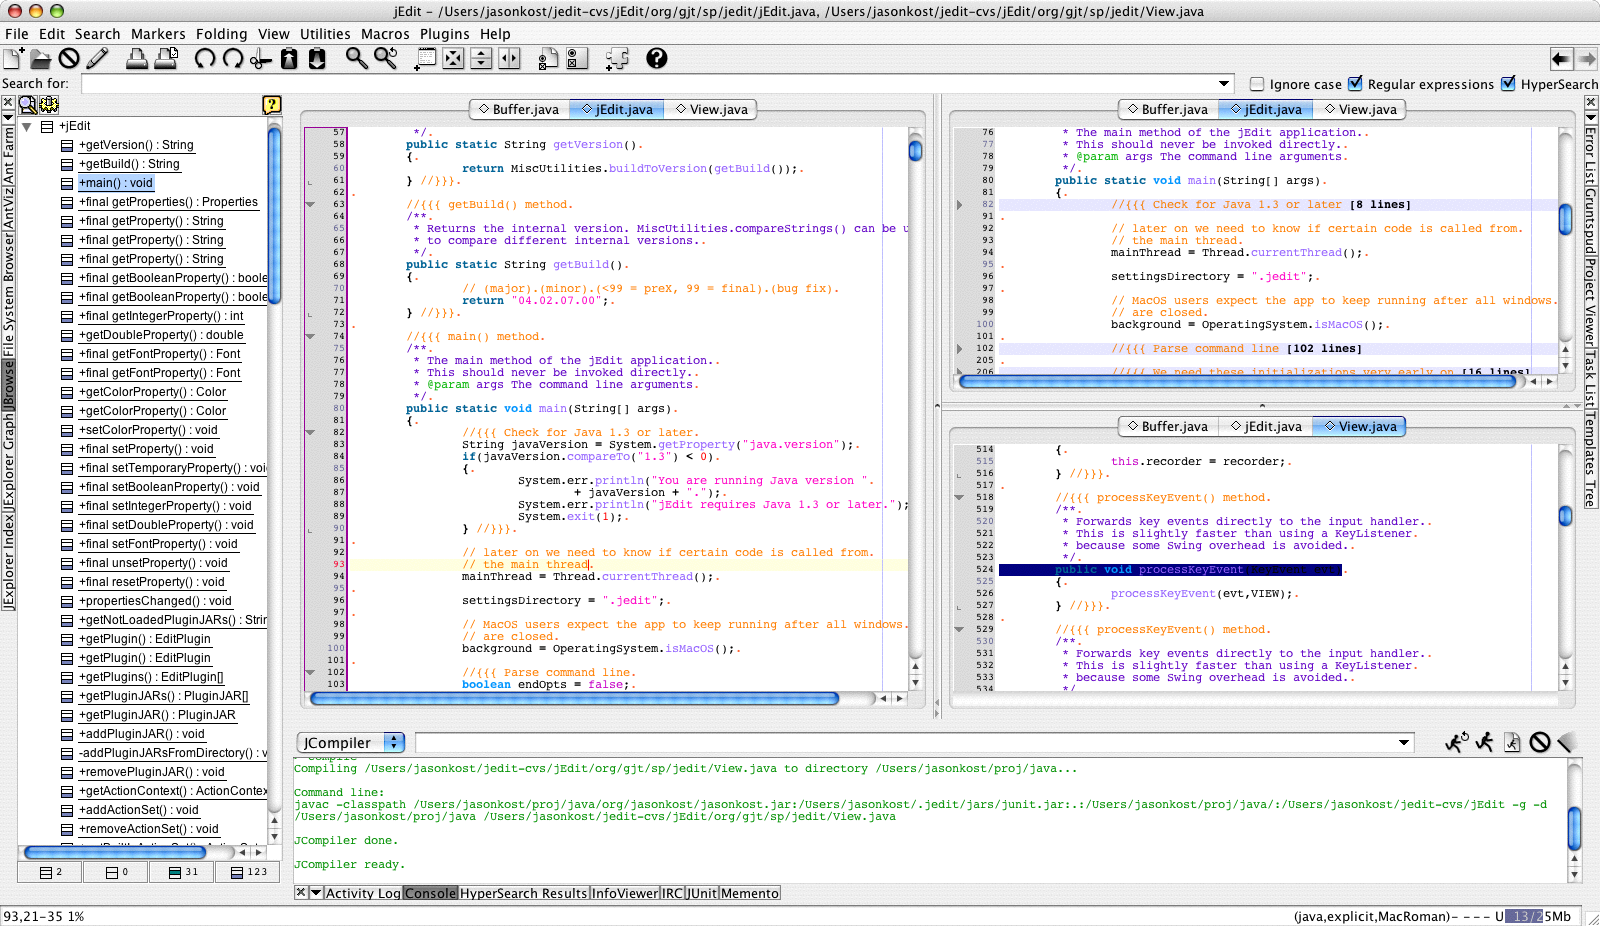 jEdit – /Users/jasonkost/jedit-cvs/jEdit/org/gjt/sp/jedit/jEdit.java, /Users/jasonkost/jedit-cvs/jEdit/org/gjt/sp/jedit/View.java
File Edit Search Markers Folding View Utilities Macros Plugins Help
Search for:
Ignore case Regular expressions HyperSearch
Ant Farm
AntViz
File System Browser
JBrowse
JExplorer Graph
JExplorer Index
+jEdit
+getVersion() : String
+getBuild() : String
+main() : void
+final getProperties() : Properties
+final getProperty() : String
+final getProperty() : String
+final getProperty() : String
+final getBooleanProperty() : boole
+final getBooleanProperty() : boole
+final getIntegerProperty() : int
+getDoubleProperty() : double
+final getFontProperty() : Font
+final getFontProperty() : Font
+getColorProperty() : Color
+getColorProperty() : Color
+setColorProperty() : void
+final setProperty() : void
+final setTemporaryProperty() : voi
+final setBooleanProperty() : void
+final setIntegerProperty() : void
+final setDoubleProperty() : void
+final setFontProperty() : void
+final unsetProperty() : void
+final resetProperty() : void
+propertiesChanged() : void
+getNotLoadedPluginJARs() : Strin
+getPlugin() : EditPlugin
+getPlugin() : EditPlugin
+getPlugins() : EditPlugin[]
+getPluginJARs() : PluginJAR[]
+getPluginJAR() : PluginJAR
+addPluginJAR() : void
-addPluginJARsFromDirectory() : v
+removePluginJAR() : void
+getActionContext() : ActionContex
+addActionSet() : void
+removeActionSet() : void
2 0 31 123
Buffer.java jEdit.java View.java
57 */.
58 public static String getVersion().
59 {.
60 return MiscUtilities.buildToVersion(getBuild());.
61 } //}}}.
62 .
63 //{{{ getBuild() method.
64 /**.
65 * Returns the internal version. MiscUtilities.compareStrings() can be u
66 * to compare different internal versions..
67 */.
68 public static String getBuild().
69 {.
70 // (major).(minor).(<99 = preX, 99 = final).(bug fix).
71 return "04.02.07.00";.
72 } //}}}.
73 .
74 //{{{ main() method.
75 /**.
76 * The main method of the jEdit application..
77 * This should never be invoked directly..
78 * @param args The command line arguments.
79 */.
80 public static void main(String[] args).
81 {.
82 //{{{ Check for Java 1.3 or later.
83 String javaVersion = System.getProperty("java.version");.
84 if(javaVersion.compareTo("1.3") < 0).
85 {.
86 System.err.println("You are running Java version ".
87 + javaVersion + ".");.
88 System.err.println("jEdit requires Java 1.3 or later.");
89 System.exit(1);.
90 } //}}}.
91 .
92 // later on we need to know if certain code is called from.
93 // the main thread.
94 mainThread = Thread.currentThread();.
95 .
96 settingsDirectory = ".jedit";.
97 .
98 // MacOS users expect the app to keep running after all windows.
99 // are closed.
100 background = OperatingSystem.isMacOS();.
101 .
102 //{{{ Parse command line.
103 boolean endOpts = false;.
Buffer.java jEdit.java View.java
76 * The main method of the jEdit application..
77 * This should never be invoked directly..
78 * @param args The command line arguments.
79 */.
80 public static void main(String[] args).
81 {.
82 //{{{ Check for Java 1.3 or later [8 lines]
91 .
92 // later on we need to know if certain code is called from.
93 // the main thread.
94 mainThread = Thread.currentThread();.
95 .
96 settingsDirectory = ".jedit";.
97 .
98 // MacOS users expect the app to keep running after all windows.
99 // are closed.
100 background = OperatingSystem.isMacOS();.
101 .
102 //{{{ Parse command line [102 lines]
205 .
206 //{{{ We need these initializations very early on [16 lines]
Buffer.java jEdit.java View.java
514 {.
515 this.recorder = recorder;.
516 } //}}}.
517 .
518 //{{{ processKeyEvent() method.
519 /**.
520 * Forwards key events directly to the input handler..
521 * This is slightly faster than using a KeyListener.
522 * because some Swing overhead is avoided..
523 */.
524 public void processKeyEvent(KeyEvent evt).
525 {.
526 processKeyEvent(evt,VIEW);.
527 } //}}}.
528 .
529 //{{{ processKeyEvent() method.
530 /**.
531 * Forwards key events directly to the input handler..
532 * This is slightly faster than using a KeyListener.
533 * because some Swing overhead is avoided..
534 */
Error List
Gruntspud
Project Viewer
Task List
Templates Tree
JCompiler
Compiling /Users/jasonkost/jedit-cvs/jEdit/org/gjt/sp/jedit/View.java to directory /Users/jasonkost/proj/java...
Command line:
javac -classpath /Users/jasonkost/proj/java/org/jasonkost/jasonkost.jar:/Users/jasonkost/.jedit/jars/junit.jar:.:/Users/jasonkost/proj/java/:/Users/jasonkost/jedit-cvs/jEdit -g -d
/Users/jasonkost/proj/java /Users/jasonkost/jedit-cvs/jEdit/org/gjt/sp/jedit/View.java
JCompiler done.
JCompiler ready.
Activity Log Console HyperSearch Results InfoViewer IRC JUnit Memento
93,21-35 1% (java,explicit,MacRoman)- - - - U 13/25Mb